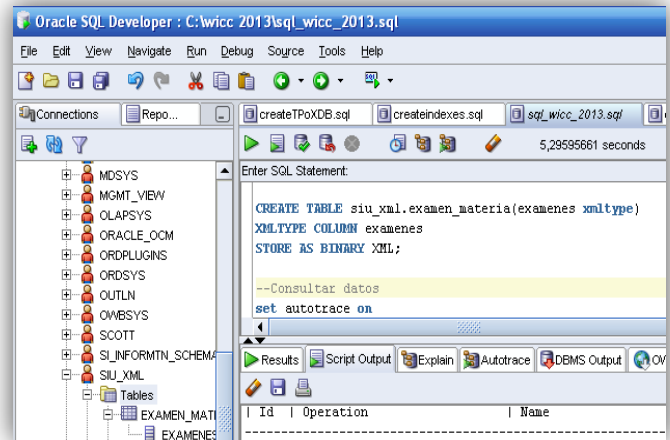 Oracle SQL Developer : C:\wicc 2013\sql_wicc_2013.sql
File Edit View Navigate Run Debug Source Tools Help
Connections Repo... createTPoXDB.sql createindexes.sql sql_wicc_2013.sql
5,29595661 seconds
MDSYS
MGMT_VIEW
OLAPSYS
ORACLE_OCM
ORDPLUGINS
ORDSYS
OUTLN
OWBSYS
SCOTT
SI_INFORMTN_SCHEMA
SIU_XML
Tables
EXAMEN_MATI
EXAMENES
Enter SQL Statement:
CREATE TABLE siu_xml.examen_materia(examenes xmltype)
XMLTYPE COLUMN examenes
STORE AS BINARY XML;
--Consultar datos
set autotrace on
Results Script Output Explain Autotrace DBMS Output OW
| Id | Operation | Name